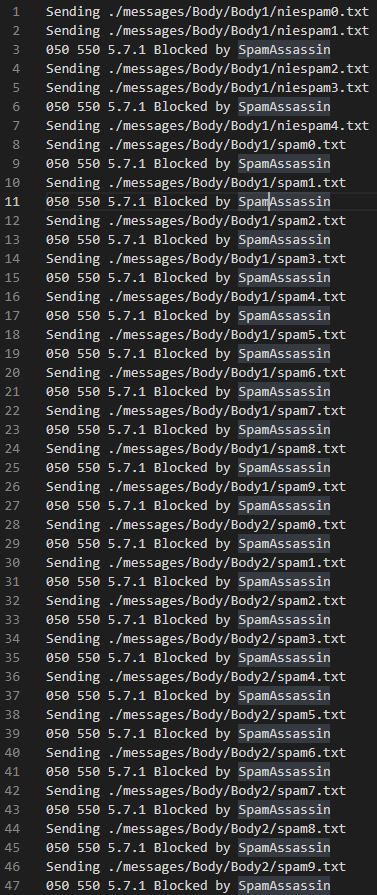 1 Sending ./messages/Body/Body1/niespam0.txt
2 Sending ./messages/Body/Body1/niespam1.txt
3 050 550 5.7.1 Blocked by SpamAssassin
4 Sending ./messages/Body/Body1/niespam2.txt
5 Sending ./messages/Body/Body1/niespam3.txt
6 050 550 5.7.1 Blocked by SpamAssassin
7 Sending ./messages/Body/Body1/niespam4.txt
8 Sending ./messages/Body/Body1/spam0.txt
9 050 550 5.7.1 Blocked by SpamAssassin
10 Sending ./messages/Body/Body1/spam1.txt
11 050 550 5.7.1 Blocked by SpamAssassin
12 Sending ./messages/Body/Body1/spam2.txt
13 050 550 5.7.1 Blocked by SpamAssassin
14 Sending ./messages/Body/Body1/spam3.txt
15 050 550 5.7.1 Blocked by SpamAssassin
16 Sending ./messages/Body/Body1/spam4.txt
17 050 550 5.7.1 Blocked by SpamAssassin
18 Sending ./messages/Body/Body1/spam5.txt
19 050 550 5.7.1 Blocked by SpamAssassin
20 Sending ./messages/Body/Body1/spam6.txt
21 050 550 5.7.1 Blocked by SpamAssassin
22 Sending ./messages/Body/Body1/spam7.txt
23 050 550 5.7.1 Blocked by SpamAssassin
24 Sending ./messages/Body/Body1/spam8.txt
25 050 550 5.7.1 Blocked by SpamAssassin
26 Sending ./messages/Body/Body1/spam9.txt
27 050 550 5.7.1 Blocked by SpamAssassin
28 Sending ./messages/Body/Body2/spam0.txt
29 050 550 5.7.1 Blocked by SpamAssassin
30 Sending ./messages/Body/Body2/spam1.txt
31 050 550 5.7.1 Blocked by SpamAssassin
32 Sending ./messages/Body/Body2/spam2.txt
33 050 550 5.7.1 Blocked by SpamAssassin
34 Sending ./messages/Body/Body2/spam3.txt
35 050 550 5.7.1 Blocked by SpamAssassin
36 Sending ./messages/Body/Body2/spam4.txt
37 050 550 5.7.1 Blocked by SpamAssassin
38 Sending ./messages/Body/Body2/spam5.txt
39 050 550 5.7.1 Blocked by SpamAssassin
40 Sending ./messages/Body/Body2/spam6.txt
41 050 550 5.7.1 Blocked by SpamAssassin
42 Sending ./messages/Body/Body2/spam7.txt
43 050 550 5.7.1 Blocked by SpamAssassin
44 Sending ./messages/Body/Body2/spam8.txt
45 050 550 5.7.1 Blocked by SpamAssassin
46 Sending ./messages/Body/Body2/spam9.txt
47 050 550 5.7.1 Blocked by SpamAssassin